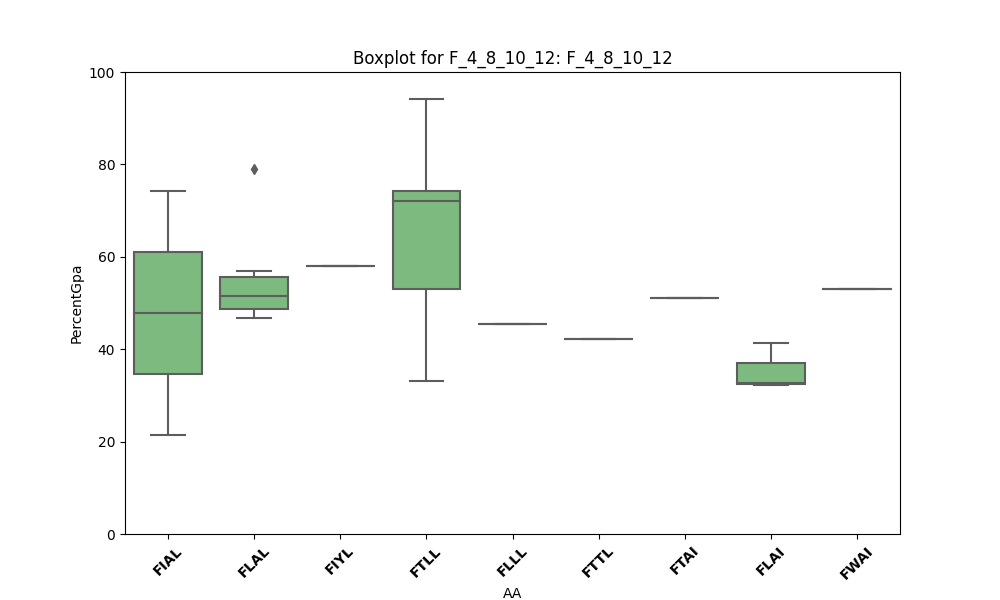 Boxplot for F_4_8_10_12: F_4_8_10_12
100
80
60
40
20
0
PercentGpa
FIAL FLAL FIYL FTLL FLLL FTTL FTAI FLAI FWAI
AA